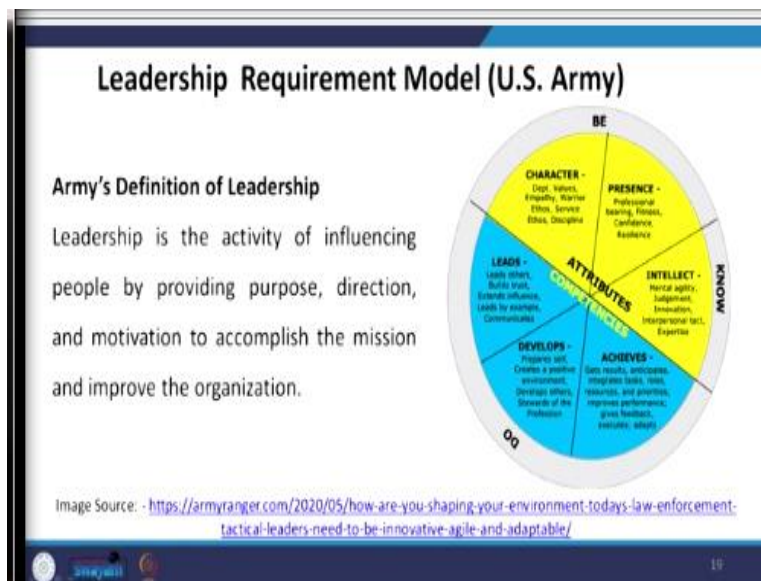 Leadership Requirement Model (U.S. Army)
Army's Definition of Leadership
Leadership is the activity of influencing
people by providing purpose, direction,
and motivation to accomplish the mission
and improve the organization.
BE
KNOW
DO
CHARACTER -
Dept. Values,
Empathy, Warrior
Ethos, Service
Ethos, Discipline
PRESENCE -
Professional
bearing, Fitness,
Confidence,
Resilience
INTELLECT -
Mental agility,
Judgement,
Innovation,
Interpersonal tact,
Expertise
ATTRIBUTES
COMPETENCIES
LEADS -
Leads others,
Builds trust,
Extends influence,
Leads by example,
Communicates
DEVELOPS -
Prepares self,
Creates a positive
environment,
Develops others,
Stewards of the
Profession
ACHIEVES -
Gets results, anticipates,
integrates tasks, roles,
resources, and priorities,
improves performance;
gives feedback,
executes; adapts
Image Source: - https://armyranger.com/2020/05/how-are-you-shaping-your-environment-todays-law-enforcement-
tactical-leaders-need-to-be-innovative-agile-and-adaptable/
swayam
19